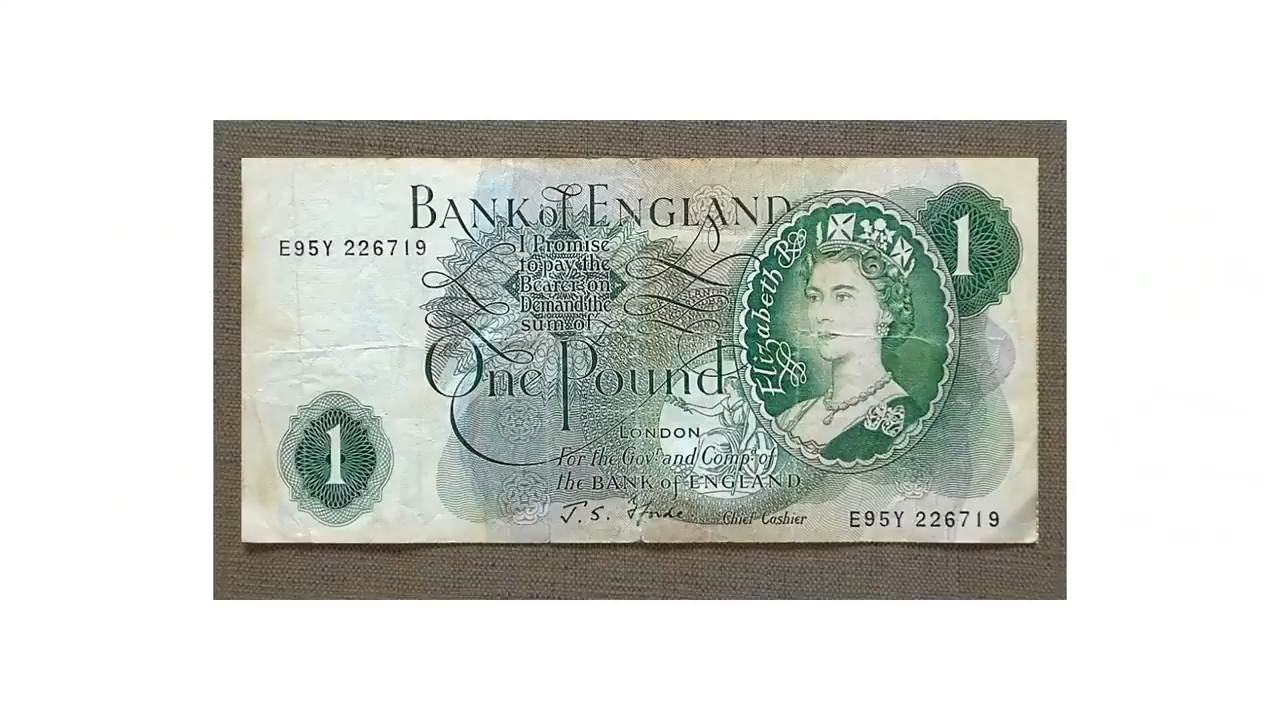 BANK of ENGLAND
1
E95Y 226719
I Promise
to pay the
Bearer on
Demand the
sum of
One Pound
Elizabeth R
LONDON
For the Govr. and Compa. of
the BANK of ENGLAND
1
Chief Cashier
E95Y 226719